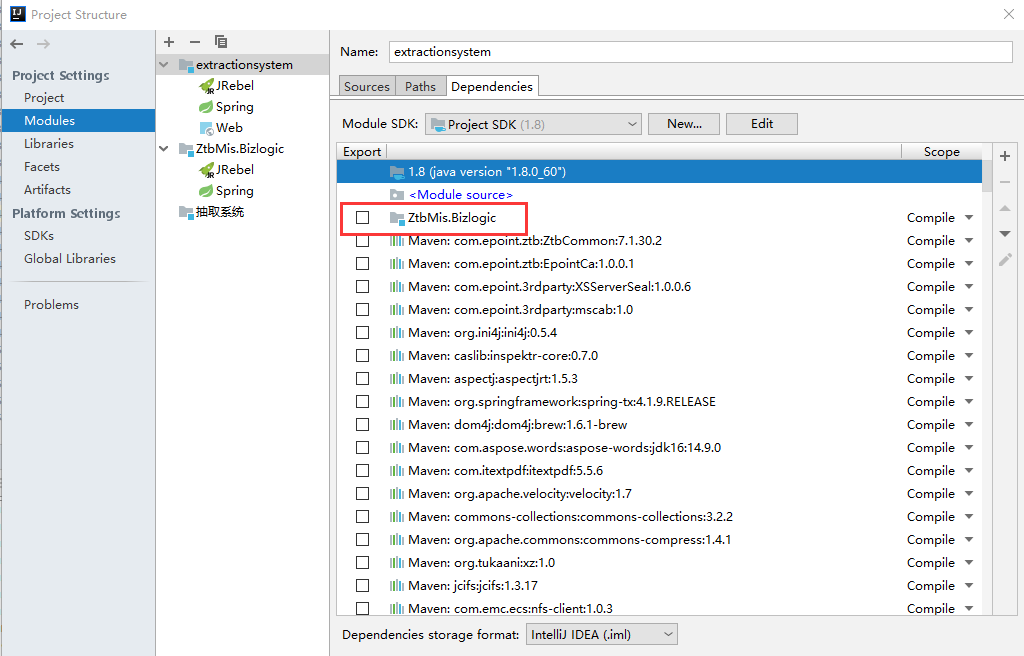 Project Structure
Project Settings
Project
Modules
Libraries
Facets
Artifacts
Platform Settings
SDKs
Global Libraries
Problems
extractionsystem
JRebel
Spring
Web
ZtbMis.Bizlogic
JRebel
Spring
抽取系统
Name: extractionsystem
Sources Paths Dependencies
Module SDK: Project SDK (1.8) New... Edit
Export Scope
1.8 (java version "1.8.0_60")
<Module source>
ZtbMis.Bizlogic Compile
Maven: com.epoint.ztb:ZtbCommon:7.1.30.2 Compile
Maven: com.epoint.ztb:EpointCa:1.0.0.1 Compile
Maven: com.epoint.3rdparty:XSServerSeal:1.0.0.6 Compile
Maven: com.epoint.3rdparty:mscab:1.0 Compile
Maven: org.ini4j:ini4j:0.5.4 Compile
Maven: caslib:inspektr-core:0.7.0 Compile
Maven: aspectj:aspectjrt:1.5.3 Compile
Maven: org.springframework:spring-tx:4.1.9.RELEASE Compile
Maven: dom4j:dom4j:brew:1.6.1-brew Compile
Maven: com.aspose.words:aspose-words:jdk16:14.9.0 Compile
Maven: com.itextpdf:itextpdf:5.5.6 Compile
Maven: org.apache.velocity:velocity:1.7 Compile
Maven: commons-collections:commons-collections:3.2.2 Compile
Maven: org.apache.commons:commons-compress:1.4.1 Compile
Maven: org.tukaani:xz:1.0 Compile
Maven: jcifs:jcifs:1.3.17 Compile
Maven: com.emc.ecs:nfs-client:1.0.3 Compile
Dependencies storage format: IntelliJ IDEA (.iml)